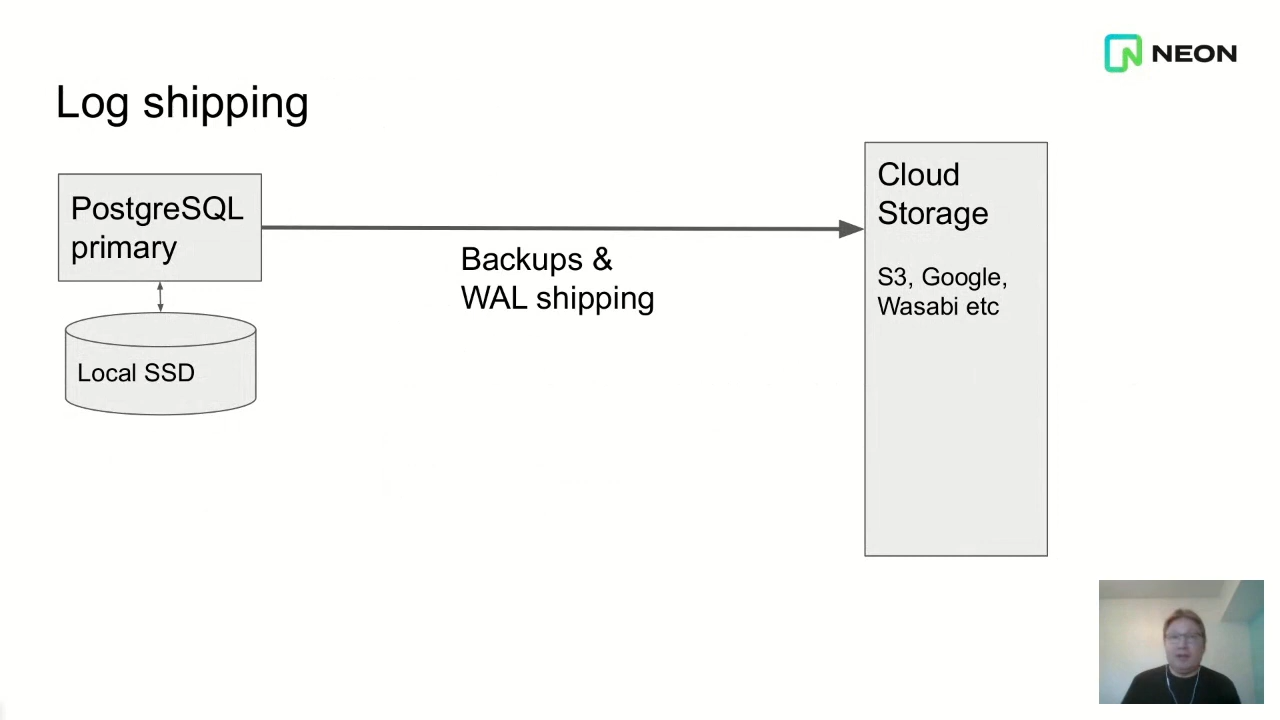 NEON
Log shipping
PostgreSQL
primary
Local SSD
Backups &
WAL shipping
Cloud
Storage
S3, Google,
Wasabi etc